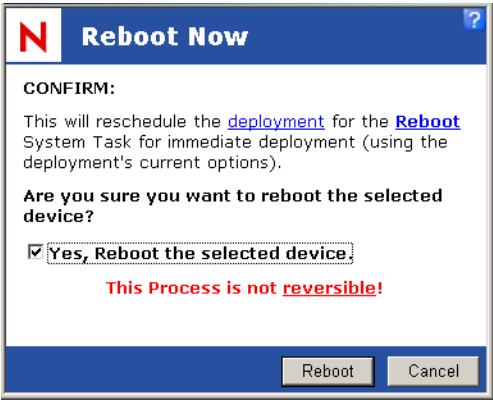 N Reboot Now ?
CONFIRM:
This will reschedule the deployment for the Reboot
System Task for immediate deployment (using the
deployment's current options).
Are you sure you want to reboot the selected
device?
Yes, Reboot the selected device.
This Process is not reversible!
Reboot Cancel